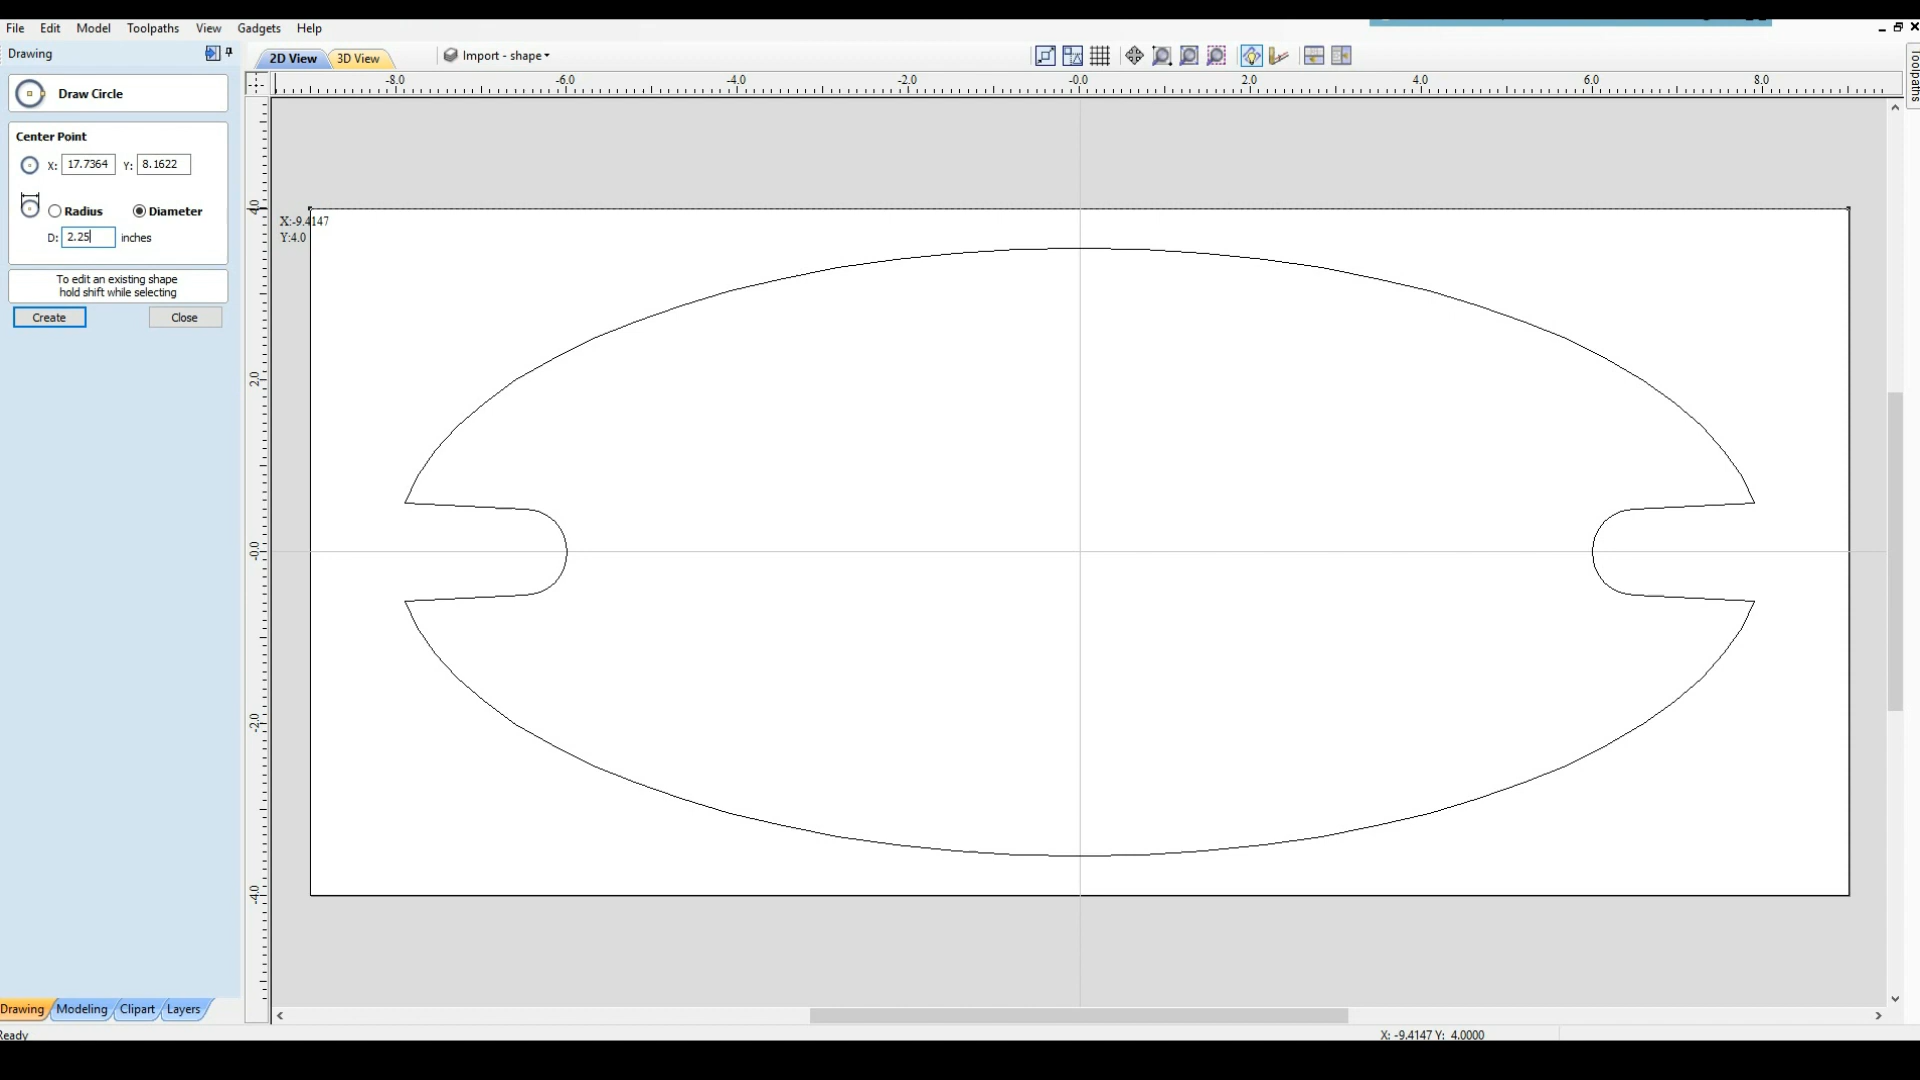 File Edit Model Toolpaths View Gadgets Help
Drawing
2D View 3D View Import - shape
Toolpaths
-8.0 -6.0 -4.0 -2.0 -0.0 2.0 4.0 6.0 8.0
Draw Circle
Center Point
X: 17.7364 Y: 8.1622
Radius Diameter
D: 2.25 inches
To edit an existing shape
hold shift while selecting
Create Close
4.0
X:-9.4147
Y:4.0
2.0
-0.0
-2.0
-4.0
Drawing Modeling Clipart Layers
Ready
X: -9.4147 Y: 4.0000